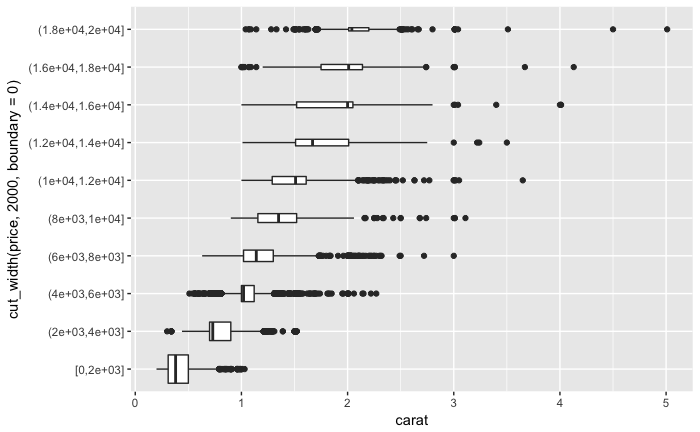 cut_width(price, 2000, boundary = 0)
(1.8e+04,2e+04]
(1.6e+04,1.8e+04]
(1.4e+04,1.6e+04]
(1.2e+04,1.4e+04]
(1e+04,1.2e+04]
(8e+03,1e+04]
(6e+03,8e+03]
(4e+03,6e+03]
(2e+03,4e+03]
[0,2e+03]
0 1 2 3 4 5
carat